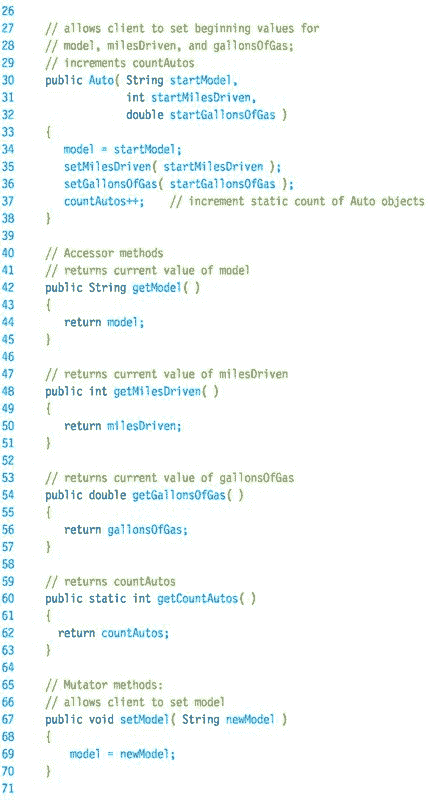 26
27 // allows client to set beginning values for
28 // model, milesDriven, and gallonsOfGas;
29 // increments countAutos
30 public Auto( String startModel,
31 int startMilesDriven,
32 double startGallonsOfGas )
33 {
34 model = startModel;
35 setMilesDriven( startMilesDriven );
36 setGallonsOfGas( startGallonsOfGas );
37 countAutos++; // increment static count of Auto objects
38 }
39
40 // Accessor methods
41 // returns current value of model
42 public String getModel( )
43 {
44 return model;
45 }
46
47 // returns current value of milesDriven
48 public int getMilesDriven( )
49 {
50 return milesDriven;
51 }
52
53 // returns current value of gallonsOfGas
54 public double getGallonsOfGas( )
55 {
56 return gallonsOfGas;
57 }
58
59 // returns countAutos
60 public static int getCountAutos( )
61 {
62 return countAutos;
63 }
64
65 // Mutator methods:
66 // allows client to set model
67 public void setModel( String newModel )
68 {
69 model = newModel;
70 }
71